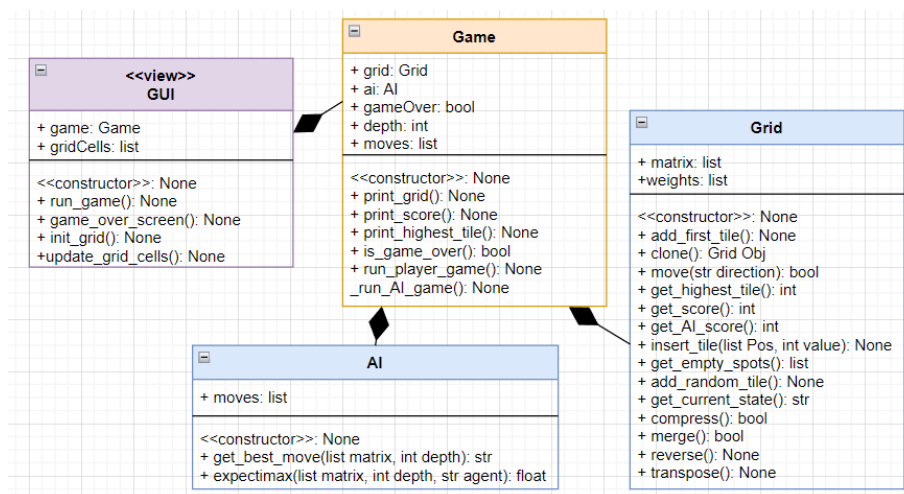 <<view>>
GUI
+ game: Game
+ gridCells: list
<<constructor>>: None
+ run_game(): None
+ game_over_screen(): None
+ init_grid(): None
+update_grid_cells(): None
Game
+ grid: Grid
+ ai: AI
+ gameOver: bool
+ depth: int
+ moves: list
<<constructor>>: None
+ print_grid(): None
+ print_score(): None
+ print_highest_tile(): None
+ is_game_over(): bool
+ run_player_game(): None
_run_AI_game(): None
Grid
+ matrix: list
+weights: list
<<constructor>>: None
+ add_first_tile(): None
+ clone(): Grid Obj
+ move(str direction): bool
+ get_highest_tile(): int
+ get_score(): int
+ get_AI_score(): int
+ insert_tile(list Pos, int value): None
+ get_empty_spots(): list
+ add_random_tile(): None
+ get_current_state(): str
+ compress(): bool
+ merge(): bool
+ reverse(): None
+ transpose(): None
AI
+ moves: list
<<constructor>>: None
+ get_best_move(list matrix, int depth): str
+ expectimax(list matrix, int depth, str agent): float